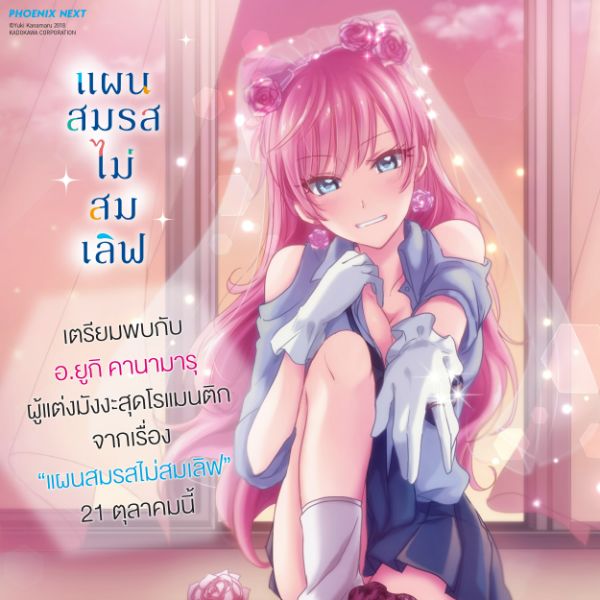 PHOENIX NEXT
©Yuki Kanamaru 2018
KADOKAWA CORPORATION
แผน
สมรส
ไม่
สม
เลิฟ
เตรียมพบกับ
อ.ยูกิ คานามารุ
ผู้แต่งมังงะสุดโรแมนติก
จากเรื่อง
“แผนสมรสไม่สมเลิฟ”
21 ตุลาคมนี้